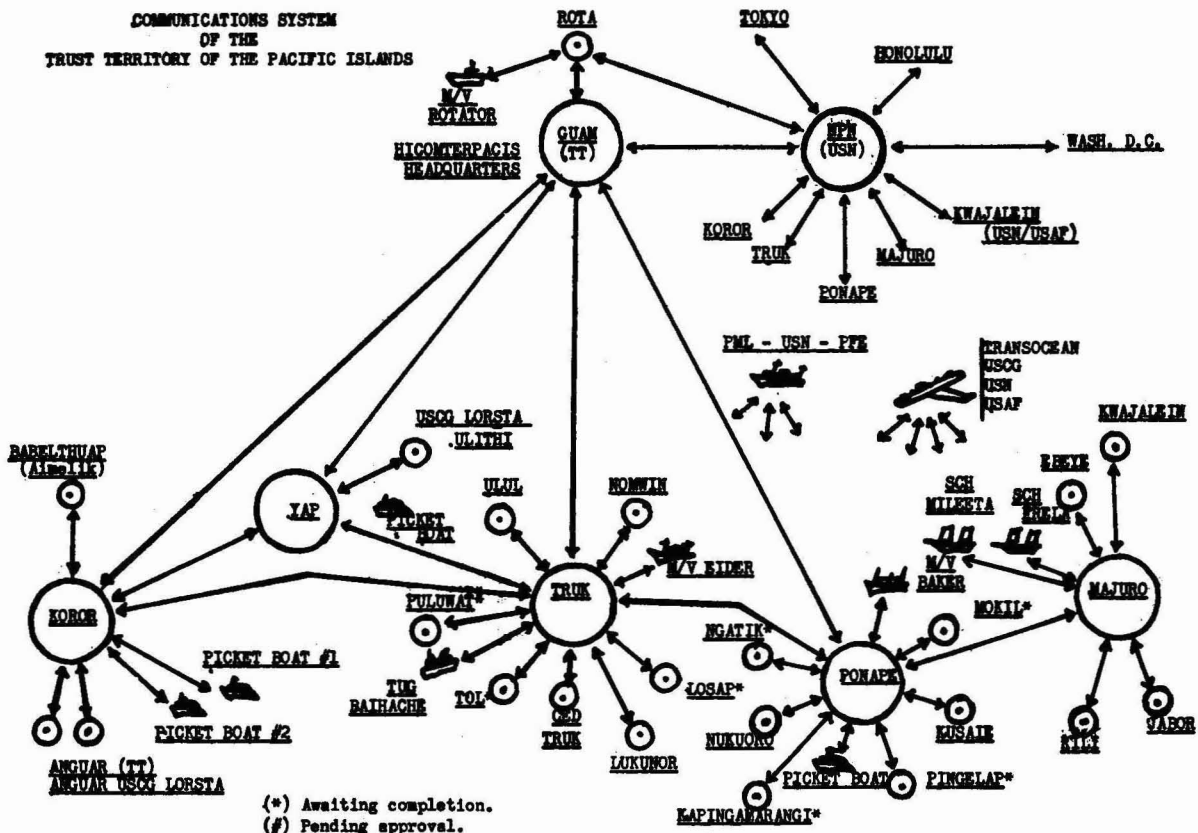 COMMUNICATIONS SYSTEM
OF THE
TRUST TERRITORY OF THE PACIFIC ISLANDS
ROTA
TOKYO
HONOLULU
M/V
ROTATOR
GUAM
(TT)
NPN
(USN)
HICOMTERPACIS
HEADQUARTERS
WASH. D.C.
KOROR
TRUK
PONAPE
MAJURO
KWAJALEIN
(USN/USAF)
PML - USN - PFE
TRANSOCEAN
USCG
USN
USAF
USCG LORSTA
ULITHI
KWAJALEIN
BABELTHUAP
(Aimelik)
YAP
PICKET
BOAT
ULUL
NOMWIN
EBEYE
SCH
MILEETA
SCH
ERELA
M/V EIDER
M/V
BAKER
KOROR
TRUK
PULUWAT*
MOKIL*
MAJURO
NGATIK*
PONAPE
PICKET BOAT #1
PICKET BOAT #2
TUG
BAIHACHE
TOL*
CED
TRUK
LOSAP*
LUKUNOR
NUKUORO
KUSAIE
KILI
JABOR
ANGUAR (TT)
ANGUAR USCG LORSTA
PICKET BOAT
PINGELAP*
KAPINGAMARANGI*
(*) Awaiting completion.
(#) Pending approval.